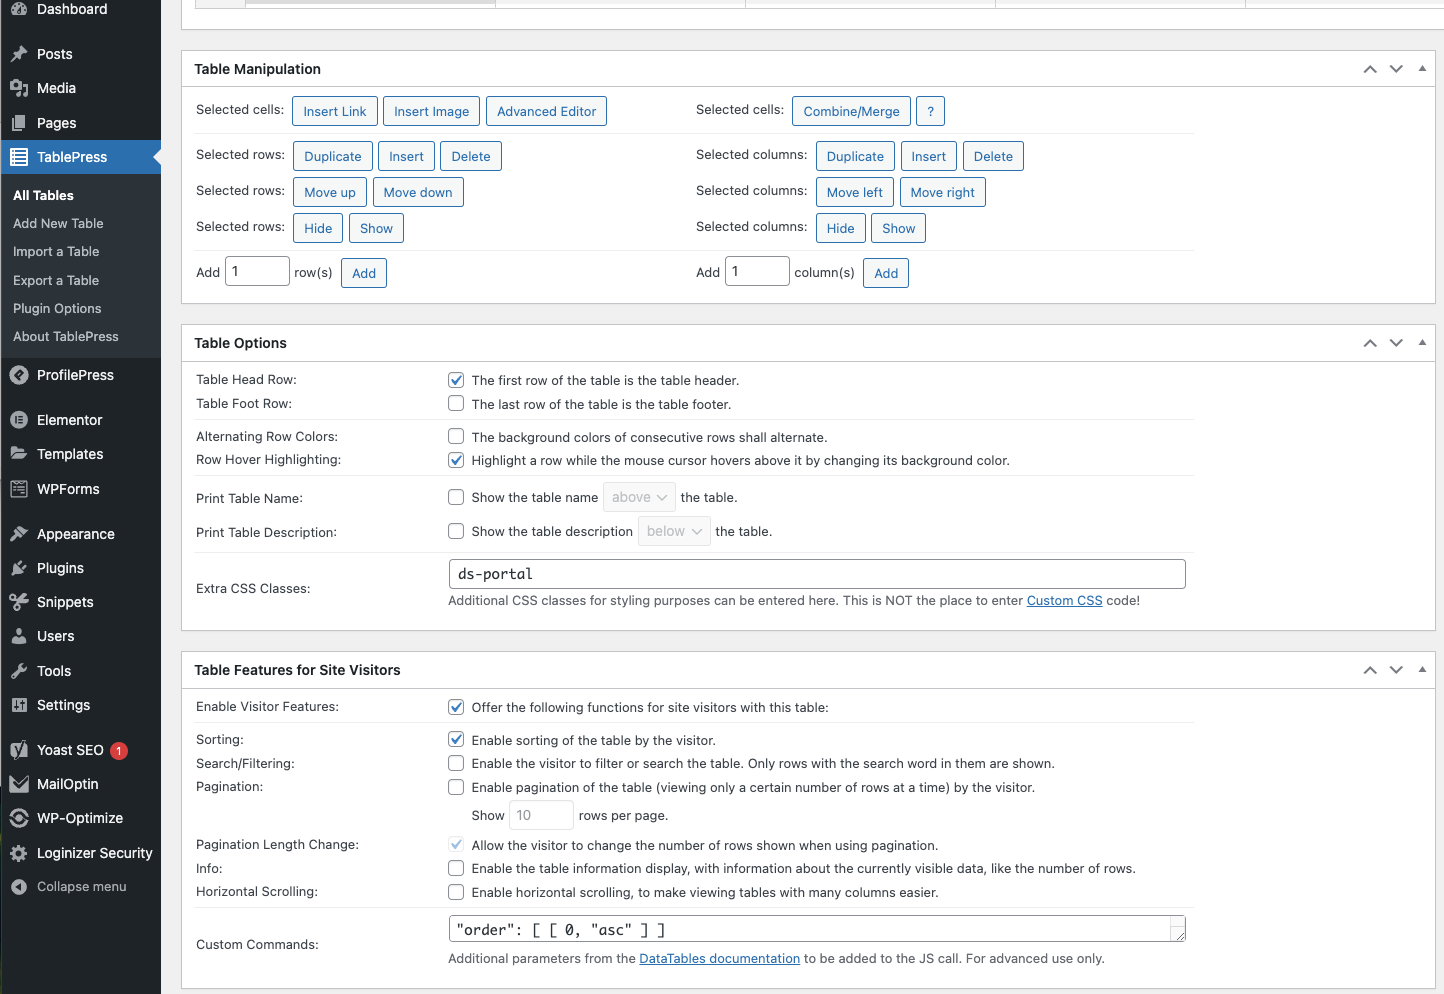 Dashboard
Posts
Media
Pages
TablePress
All Tables
Add New Table
Import a Table
Export a Table
Plugin Options
About TablePress
ProfilePress
Elementor
Templates
WPForms
Appearance
Plugins
Snippets
Users
Tools
Settings
Yoast SEO 1
MailOptin
WP-Optimize
Loginizer Security
Collapse menu
Table Manipulation
Selected cells: Insert Link Insert Image Advanced Editor
Selected cells: Combine/Merge ?
Selected rows: Duplicate Insert Delete
Selected columns: Duplicate Insert Delete
Selected rows: Move up Move down
Selected columns: Move left Move right
Selected rows: Hide Show
Selected columns: Hide Show
Add 1 row(s) Add
Add 1 column(s) Add
Table Options
Table Head Row: The first row of the table is the table header.
Table Foot Row: The last row of the table is the table footer.
Alternating Row Colors: The background colors of consecutive rows shall alternate.
Row Hover Highlighting: Highlight a row while the mouse cursor hovers above it by changing its background color.
Print Table Name: Show the table name above the table.
Print Table Description: Show the table description below the table.
Extra CSS Classes: ds-portal
Additional CSS classes for styling purposes can be entered here. This is NOT the place to enter Custom CSS code!
Table Features for Site Visitors
Enable Visitor Features: Offer the following functions for site visitors with this table:
Sorting: Enable sorting of the table by the visitor.
Search/Filtering: Enable the visitor to filter or search the table. Only rows with the search word in them are shown.
Pagination: Enable pagination of the table (viewing only a certain number of rows at a time) by the visitor.
Show 10 rows per page.
Pagination Length Change: Allow the visitor to change the number of rows shown when using pagination.
Info: Enable the table information display, with information about the currently visible data, like the number of rows.
Horizontal Scrolling: Enable horizontal scrolling, to make viewing tables with many columns easier.
Custom Commands: "order": [ [ 0, "asc" ] ]
Additional parameters from the DataTables documentation to be added to the JS call. For advanced use only.